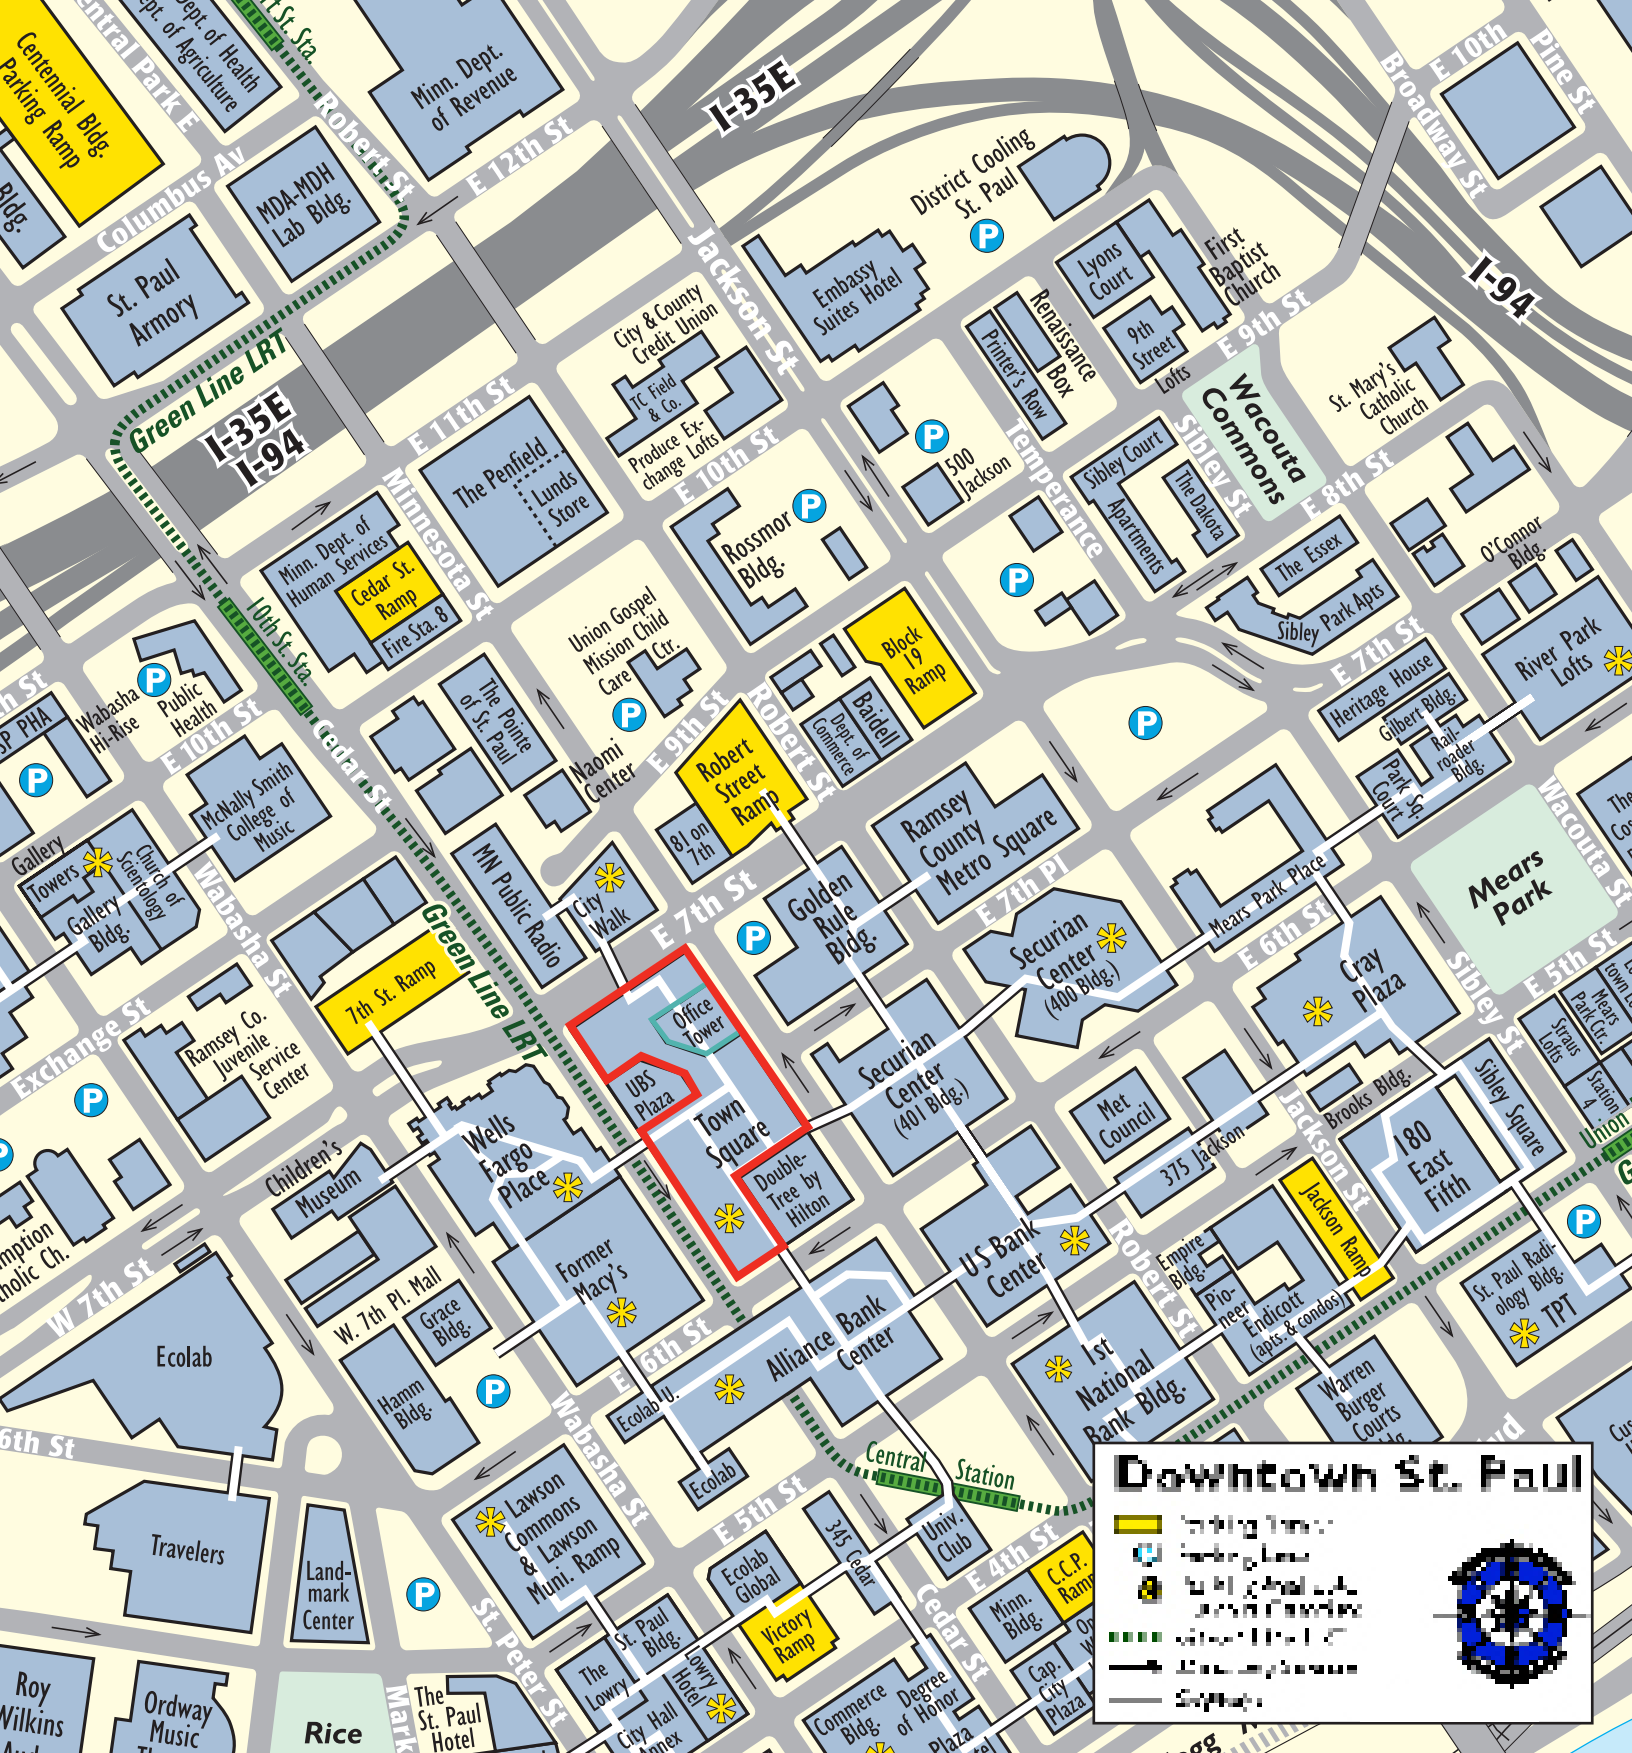 Centennial Bldg.
Parking Ramp
Central Park E
Dept. of Health
Dept. of Agriculture
Bldg.
Columbus Av
MDA-MDH
Lab Bldg.
St. Paul
Armory
Robert St
Minn. Dept.
of Revenue
E 12th St
I-35E
Jackson St
District Cooling
St. Paul
P
Embassy
Suites Hotel
Lyons
Court
First
Baptist
Church
9th
Street
Lofts
E 9th St
Renaissance
Box
Printer's Row
Broadway St
E 10th
Pine St
I-94
Green Line LRT
I-35E
I-94
E 11th St
City & County
Credit Union
TC Field
& Co.
Produce Ex-
change Lofts
E 10th St
The Penfield
Lunds
Store
Minnesota St
Minn. Dept. of
Human Services
Cedar St.
Ramp
Fire Sta. 8
10th St. Sta.
P
500
Jackson
Temperance
Sibley Court
Apartments
The Dakota
Sibley St
Wacouta
Commons
St. Mary's
Catholic
Church
E 8th St
The Essex
Sibley Park Apts
O'Connor
Bldg.
E 7th St
River Park
Lofts
Heritage House
Gilbert Bldg.
Rail-
roader
Bldg.
Park Sq.
Court
Rossmor
Bldg.
P
P
Union Gospel
Mission Child
Care Ctr.
P
Naomi
Center
E 9th St
Robert St
Block
19
Ramp
Baidell
Dept. of
Commerce
P
Wabasha
Hi-Rise
P
Public
Health
E 10th St
SP PHA
P
The Pointe
of St. Paul
Cedar St
McNally Smith
College of
Music
Gallery
Towers
Church of
Scientology
Gallery
Bldg.
Wabasha St
MN Public Radio
City
Walk
Robert
Street
Ramp
81 on
7th
E 7th St
P
Golden
Rule
Bldg.
Ramsey
County
Metro Square
E 7th Pl
Securian
Center
(400 Bldg.)
Mears Park Place
E 6th St
Cray
Plaza
Mears
Park
Wacouta St
Sibley St
E 5th St
Straus
Lofts
Mears
Park Ctr.
Station
4
Union
Exchange St
Ramsey Co.
Juvenile
Service
Center
7th St. Ramp
Green Line LRT
Office
Tower
UBS
Plaza
Town
Square
Double-
Tree by
Hilton
Securian
Center
(401 Bldg.)
Met
Council
375 Jackson
Brooks Bldg.
Jackson St
180
East
Fifth
Sibley Square
P
P
Wells
Fargo
Place
Children's
Museum
W 7th St
Former
Macy's
W. 7th Pl. Mall
Grace
Bldg.
Hamm
Bldg.
P
Ecolab
6th St
E 6th St
Alliance Bank
Center
Ecolab U.
Ecolab
US Bank
Center
Robert St
Empire
Bldg.
Pio-
neer
Endicott
(apts. & condos)
Jackson Ramp
St. Paul Radi-
ology Bldg.
TPT
P
Warren
Burger
Courts
1st
National
Bank Bldg.
Central Station
Travelers
Land-
mark
Center
P
Lawson
Commons
& Lawson
Muni. Ramp
Wabasha St
E 5th St
Ecolab
Global
345 Cedar
Univ.
Club
E 4th St
C.C.P.
Ramp
Minn.
Bldg.
Cedar St
Victory
Ramp
St. Paul
Bldg.
The
Lowry
Lowry
Hotel
City Hall
Annex
St. Peter St
Commerce
Bldg.
Degree
of Honor
Plaza
Cap.
City
Plaza
Roy
Wilkins
Ordway
Music
Rice
The
St. Paul
Hotel
Downtown St. Paul